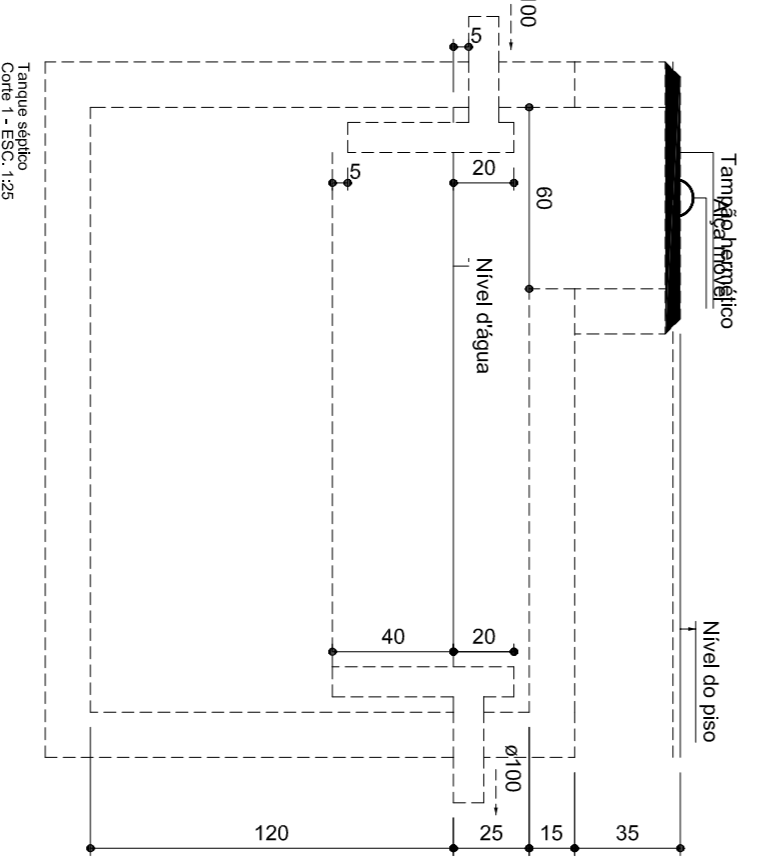 100
5
Tampão hermético
Alça móvel
5
20
60
Nível d'água
Nível do piso
40
20
ø100
120
25
15
35
Tanque séptico
Corte 1 - ESC. 1:25